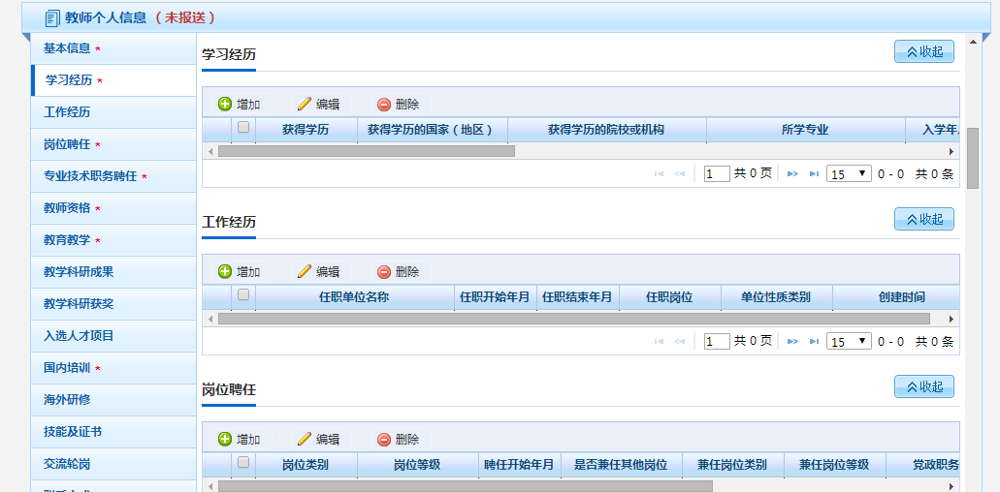 教师个人信息 （未报送）
基本信息 *
学习经历 *
工作经历
岗位聘任 *
专业技术职务聘任 *
教师资格 *
教育教学 *
教学科研成果
教学科研获奖
入选人才项目
国内培训 *
海外研修
技能及证书
交流轮岗
学习经历 收起
增加 编辑 删除
获得学历 获得学历的国家（地区） 获得学历的院校或机构 所学专业 入学年
1 共 0 页 15 0 - 0 共 0 条
工作经历 收起
增加 编辑 删除
任职单位名称 任职开始年月 任职结束年月 任职岗位 单位性质类别 创建时间
1 共 0 页 15 0 - 0 共 0 条
岗位聘任 收起
增加 编辑 删除
岗位类别 岗位等级 聘任开始年月 是否兼任其他岗位 兼任岗位类别 兼任岗位等级 党政职务